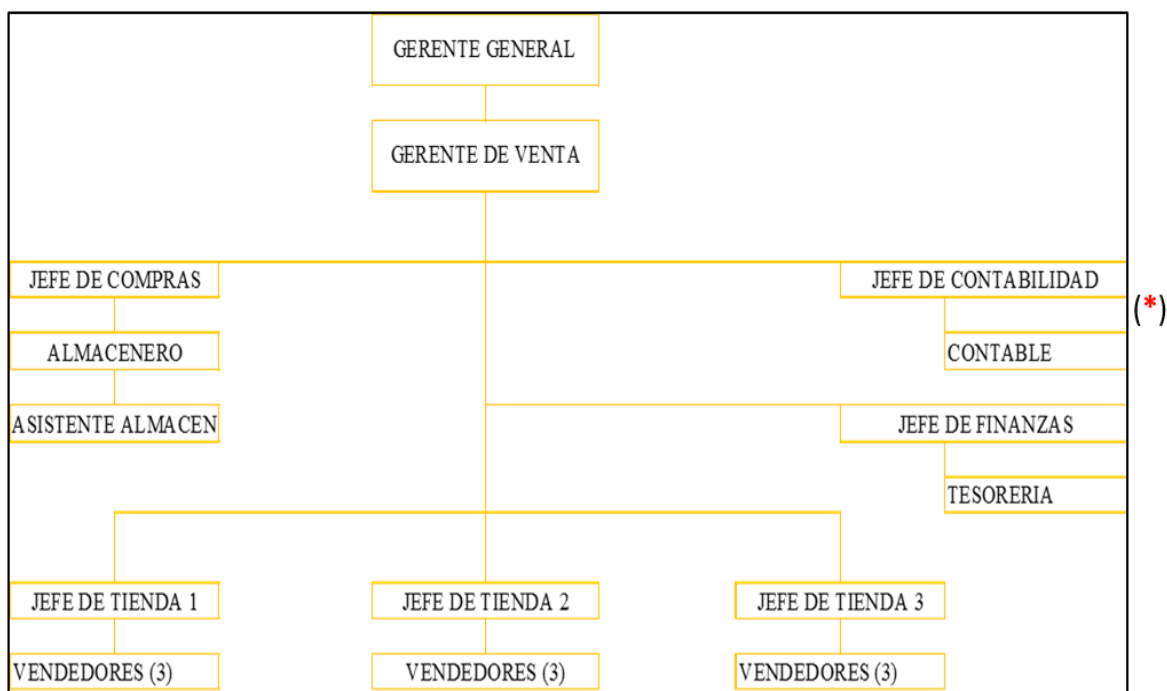 GERENTE GENERAL
GERENTE DE VENTA
JEFE DE COMPRAS
JEFE DE CONTABILIDAD
(*)
ALMACENERO
CONTABLE
ASISTENTE ALMACEN
JEFE DE FINANZAS
TESORERIA
JEFE DE TIENDA 1
JEFE DE TIENDA 2
JEFE DE TIENDA 3
VENDEDORES (3)
VENDEDORES (3)
VENDEDORES (3)